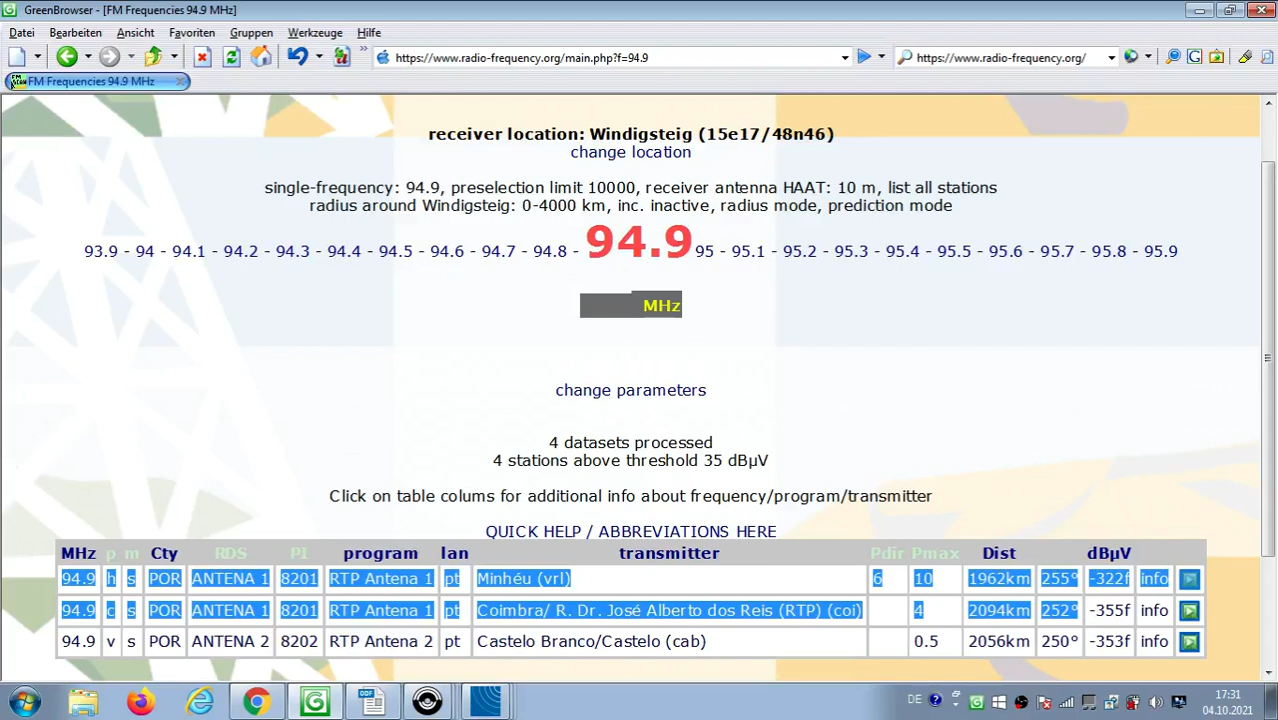 GreenBrowser - [FM Frequencies 94.9 MHz]
Datei Bearbeiten Ansicht Favoriten Gruppen Werkzeuge Hilfe
https://www.radio-frequency.org/main.php?f=94.9 https://www.radio-frequency.org/
FM Frequencies 94.9 MHz
receiver location: Windigsteig (15e17/48n46)
change location
single-frequency: 94.9, preselection limit 10000, receiver antenna HAAT: 10 m, list all stations
radius around Windigsteig: 0-4000 km, inc. inactive, radius mode, prediction mode
93.9 - 94 - 94.1 - 94.2 - 94.3 - 94.4 - 94.5 - 94.6 - 94.7 - 94.8 - 94.9 95 - 95.1 - 95.2 - 95.3 - 95.4 - 95.5 - 95.6 - 95.7 - 95.8 - 95.9
MHz
change parameters
4 datasets processed
4 stations above threshold 35 dBµV
Click on table colums for additional info about frequency/program/transmitter
QUICK HELP / ABBREVIATIONS HERE
MHz p m Cty RDS PI program lan transmitter Pdir Pmax Dist dBµV
94.9 h s POR ANTENA 1 8201 RTP Antena 1 pt Minhéu (vrl) 6 10 1962km 255° -322f info
94.9 c s POR ANTENA 1 8201 RTP Antena 1 pt Coimbra/ R. Dr. José Alberto dos Reis (RTP) (coi) 4 2094km 252° -355f info
94.9 v s POR ANTENA 2 8202 RTP Antena 2 pt Castelo Branco/Castelo (cab) 0.5 2056km 250° -353f info
DE 17:31
04.10.2021